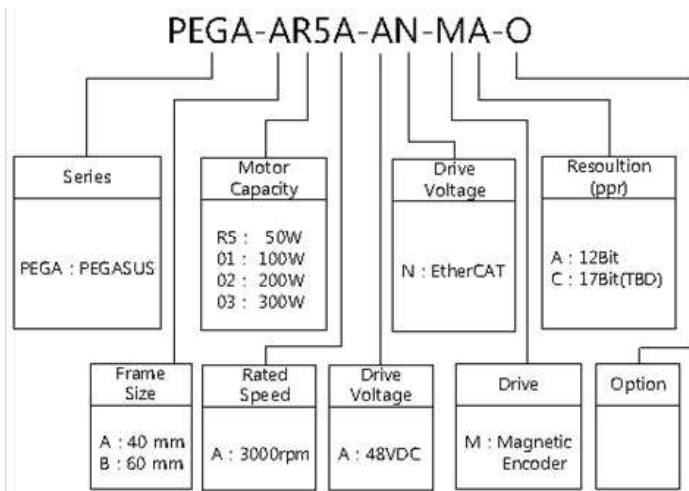 PEGA-AR5A-AN-MA-O
Series
PEGA : PEGASUS
Motor
Capacity
R5 : 50W
01 : 100W
02 : 200W
03 : 300W
Drive
Voltage
N : EtherCAT
Resoultion
(ppr)
A : 12Bit
C : 17Bit(TBD)
Frame
Size
A : 40 mm
B : 60 mm
Rated
Speed
A : 3000rpm
Drive
Voltage
A : 48VDC
Drive
M : Magnetic
Encoder
Option